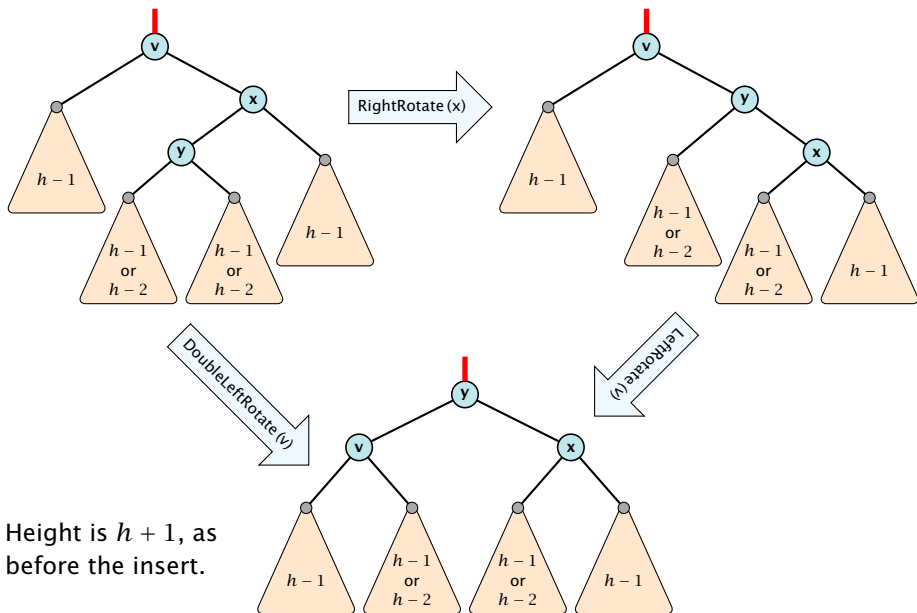 v
x
y
h − 1
h − 1
or
h − 2
h − 1
or
h − 2
h − 1
RightRotate(x)
v
y
x
h − 1
h − 1
or
h − 2
h − 1
or
h − 2
h − 1
DoubleLeftRotate(v)
LeftRotate(v)
y
v
x
h − 1
h − 1
or
h − 2
h − 1
or
h − 2
h − 1
Height is h + 1, as
before the insert.